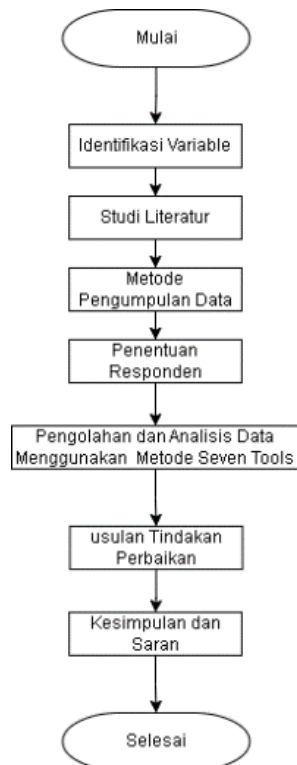 Mulai
Identifikasi Variable
Studi Literatur
Metode
Pengumpulan Data
Penentuan
Responden
Pengolahan dan Analisis Data
Menggunakan Metode Seven Tools
usulan Tindakan
Perbaikan
Kesimpulan dan
Saran
Selesai